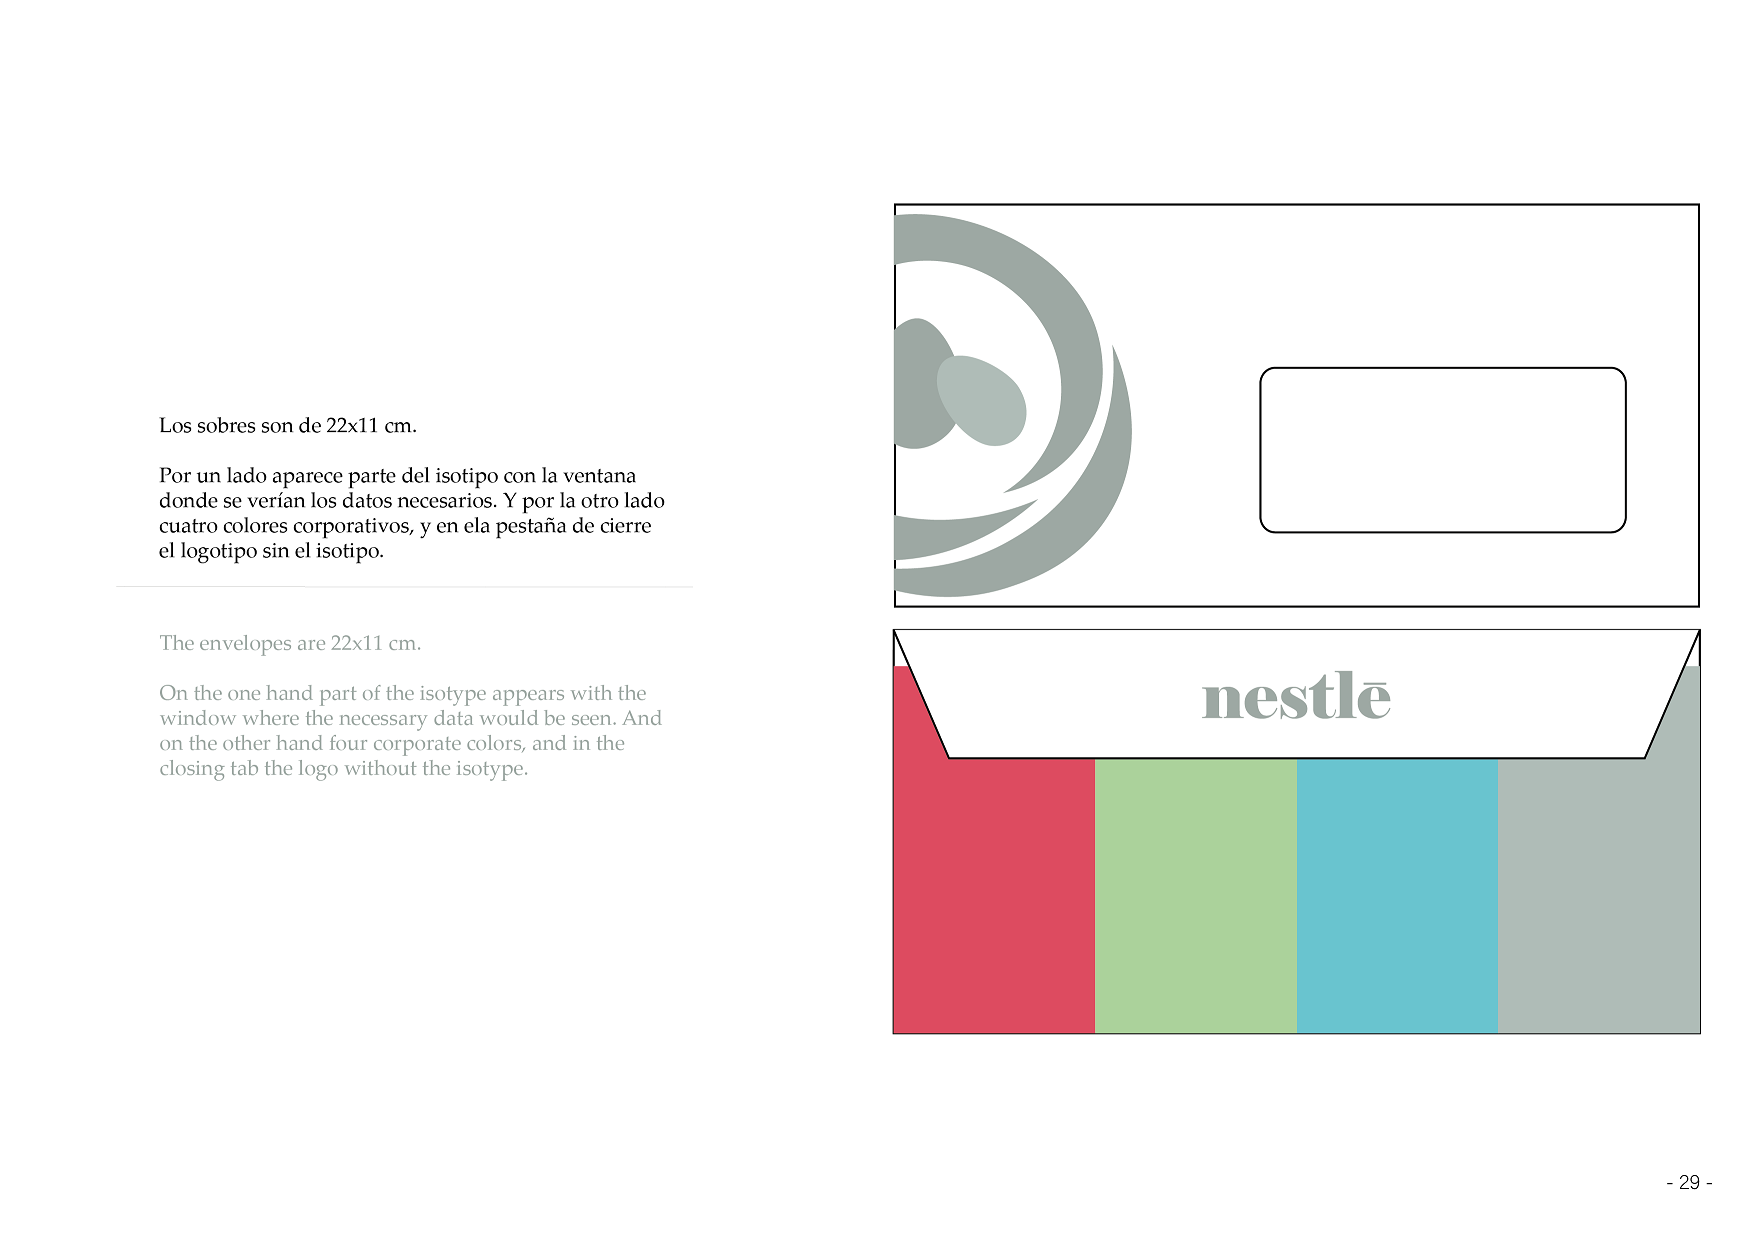 Los sobres son de 22x11 cm.
Por un lado aparece parte del isotipo con la ventana
donde se verían los datos necesarios. Y por la otro lado
cuatro colores corporativos, y en ela pestaña de cierre
el logotipo sin el isotipo.
The envelopes are 22x11 cm.
On the one hand part of the isotype appears with the
window where the necessary data would be seen. And
on the other hand four corporate colors, and in the
closing tab the logo without the isotype.
nestlē
- 29 -